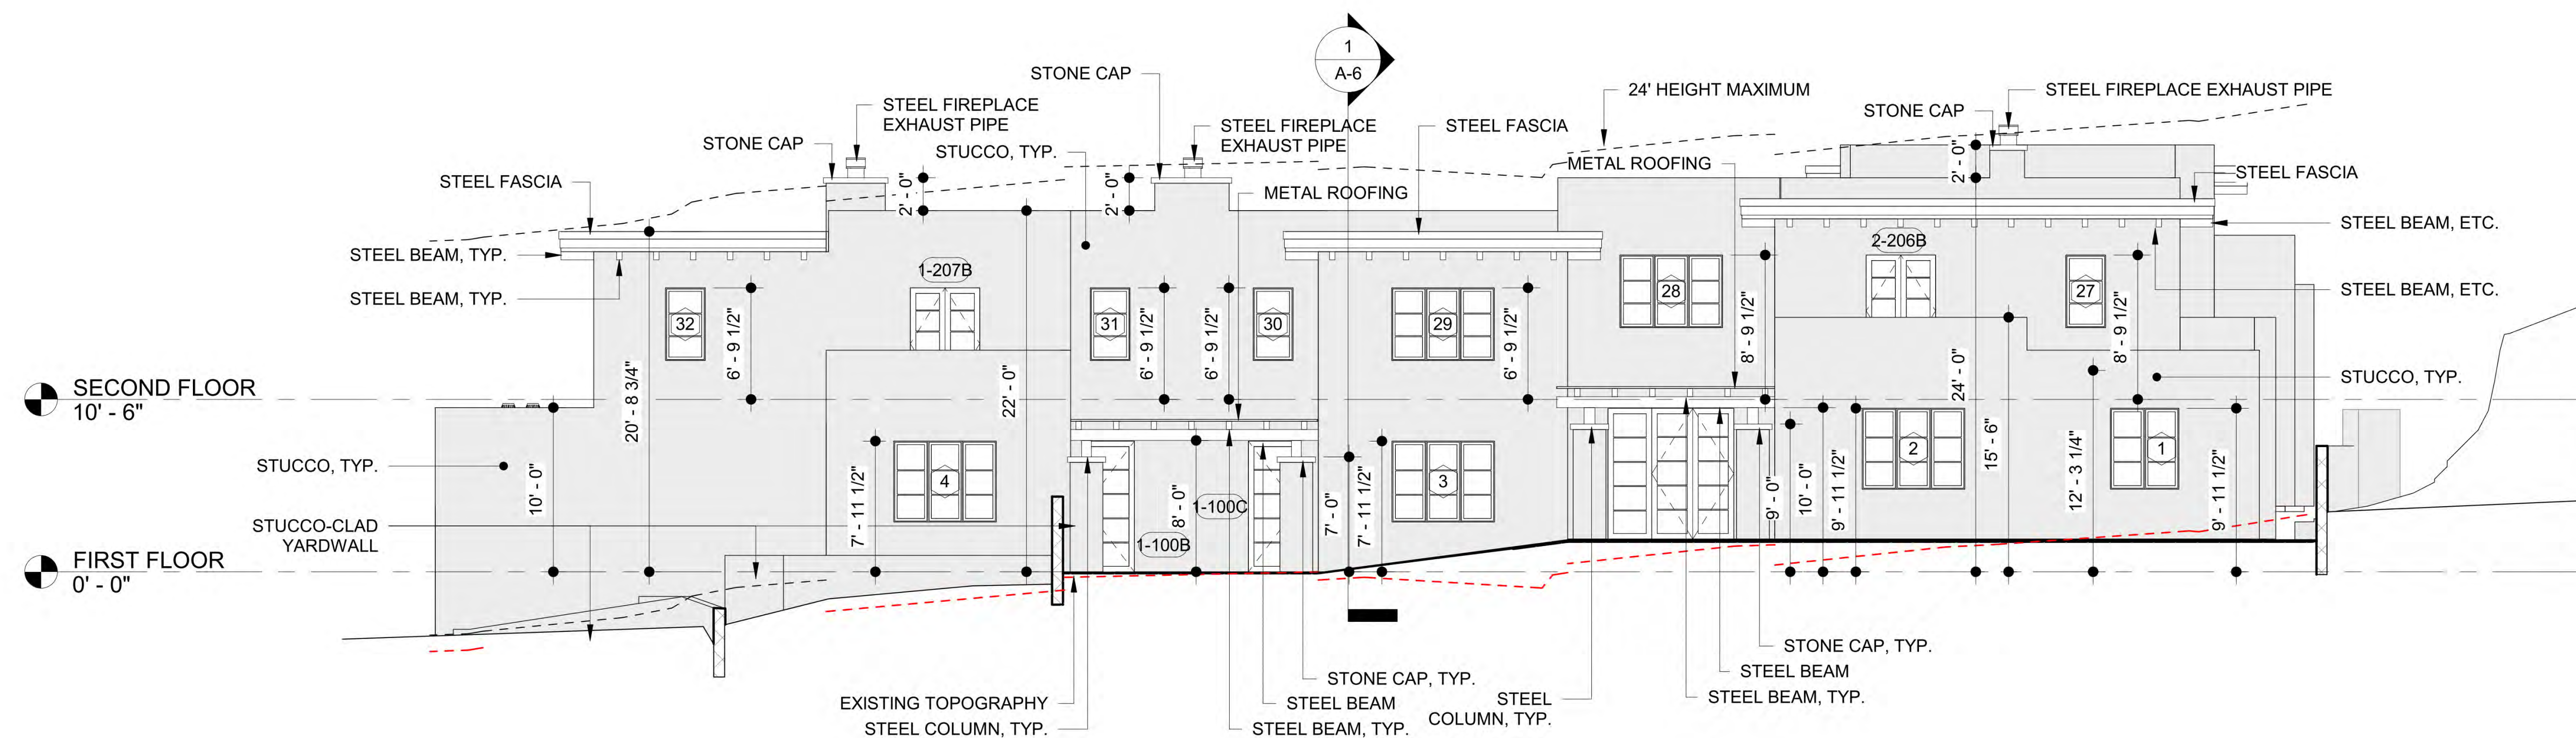 1
A-6
STONE CAP
24' HEIGHT MAXIMUM
STEEL FIREPLACE EXHAUST PIPE
STEEL FIREPLACE
EXHAUST PIPE
STONE CAP
STEEL FIREPLACE
EXHAUST PIPE
STEEL FASCIA
STONE CAP
STUCCO, TYP.
METAL ROOFING
2' - 0"
STEEL FASCIA
STEEL FASCIA
2' - 0"
2' - 0"
METAL ROOFING
STEEL BEAM, ETC.
STEEL BEAM, TYP.
1-207B
2-206B
STEEL BEAM, TYP.
STEEL BEAM, ETC.
32
31
30
29
28
27
6' - 9 1/2"
6' - 9 1/2"
6' - 9 1/2"
6' - 9 1/2"
8' - 9 1/2"
8' - 9 1/2"
SECOND FLOOR
10' - 6"
20' - 8 3/4"
22' - 0"
24' - 0"
STUCCO, TYP.
STUCCO, TYP.
10' - 0"
4
3
2
1
15' - 6"
12' - 3 1/4"
7' - 11 1/2"
8' - 0"
1-100C
1-100B
7' - 0"
7' - 11 1/2"
9' - 0"
10' - 0"
9' - 11 1/2"
9' - 11 1/2"
STUCCO-CLAD
YARDWALL
FIRST FLOOR
0' - 0"
STONE CAP, TYP.
STEEL BEAM
STEEL BEAM, TYP.
STONE CAP, TYP.
STEEL BEAM
STEEL BEAM, TYP.
STEEL
COLUMN, TYP.
EXISTING TOPOGRAPHY
STEEL COLUMN, TYP.